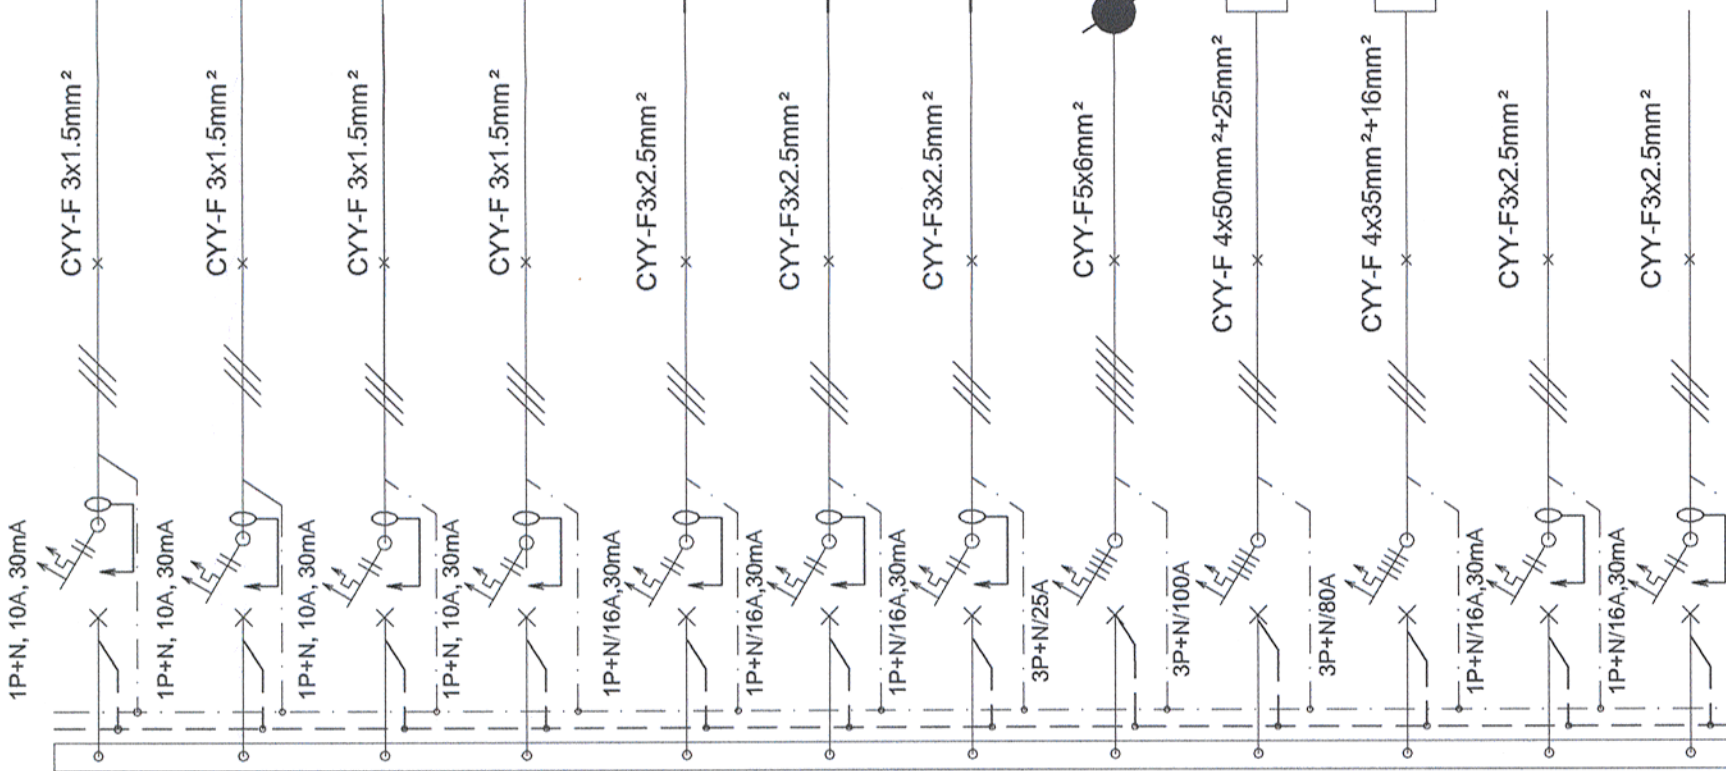 1P+N, 10A, 30mA
CYY-F 3x1.5mm²
1P+N, 10A, 30mA
CYY-F 3x1.5mm²
1P+N, 10A, 30mA
CYY-F 3x1.5mm²
1P+N, 10A, 30mA
CYY-F 3x1.5mm²
1P+N/16A,30mA
CYY-F3x2.5mm²
1P+N/16A,30mA
CYY-F3x2.5mm²
1P+N/16A,30mA
CYY-F3x2.5mm²
3P+N/25A
CYY-F5x6mm²
3P+N/100A
CYY-F 4x50mm²+25mm²
3P+N/80A
CYY-F 4x35mm²+16mm²
1P+N/16A,30mA
CYY-F3x2.5mm²
1P+N/16A,30mA
CYY-F3x2.5mm²